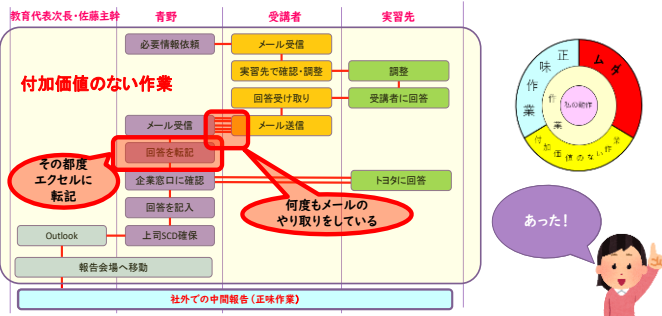 教育代表次長・佐藤主幹
青野
受講者
実習先
必要情報依頼
メール受信
付加価値のない作業
実習先で確認・調整
調整
回答受け取り
受講者に回答
メール受信
メール送信
回答を転記
その都度
エクセルに
転記
企業窓口に確認
トヨタに回答
何度もメールの
やり取りをしている
回答を記入
Outlook
上司SCD確保
報告会場へ移動
社外での中間報告(正味作業)
正味作業
ムダ
作業
私の動作
付加価値のない作業
あった!